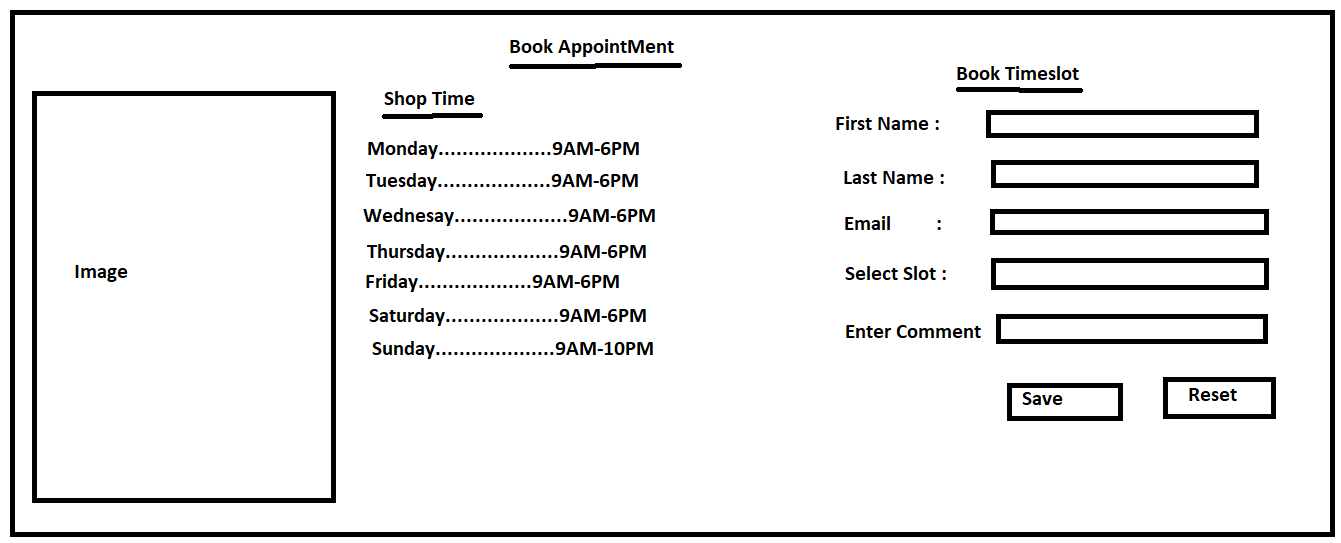 Book AppointMent
Image
Shop Time
Monday...................9AM-6PM
Tuesday...................9AM-6PM
Wednesay...................9AM-6PM
Thursday...................9AM-6PM
Friday...................9AM-6PM
Saturday...................9AM-6PM
Sunday....................9AM-10PM
Book Timeslot
First Name :
Last Name :
Email :
Select Slot :
Enter Comment
Save
Reset